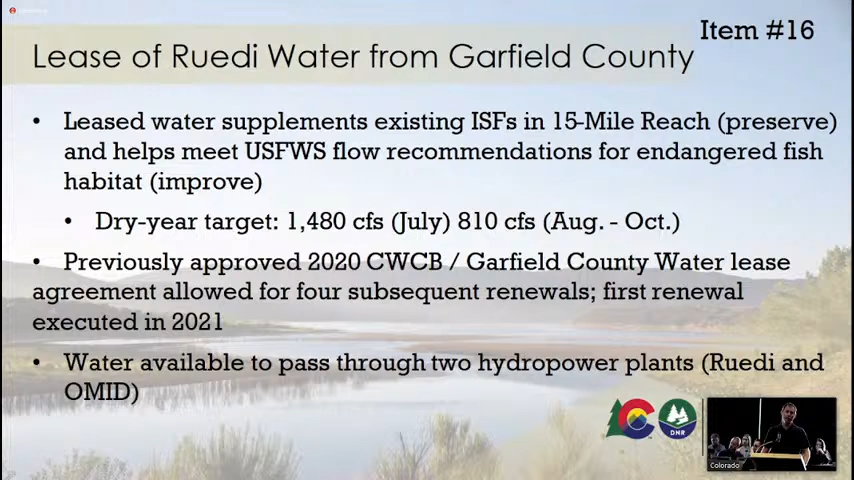 Item #16
Lease of Ruedi Water from Garfield County
• Leased water supplements existing ISFs in 15-Mile Reach (preserve)
and helps meet USFWS flow recommendations for endangered fish
habitat (improve)
• Dry-year target: 1,480 cfs (July) 810 cfs (Aug. - Oct.)
• Previously approved 2020 CWCB / Garfield County Water lease
agreement allowed for four subsequent renewals; first renewal
executed in 2021
• Water available to pass through two hydropower plants (Ruedi and
OMID)
DNR
Colorado